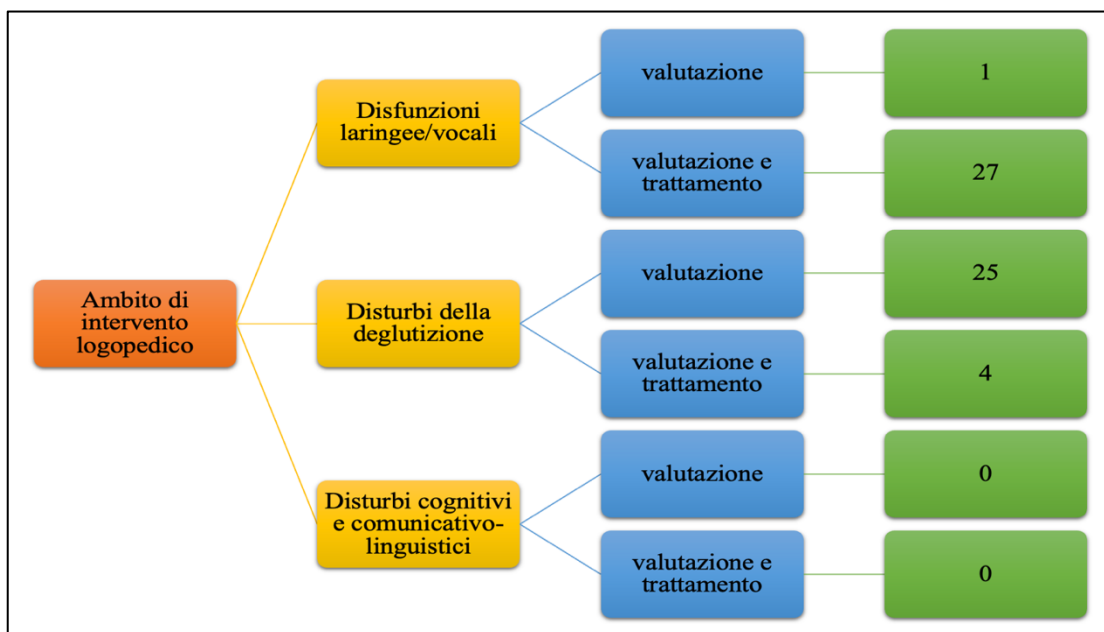 Ambito di
intervento
logopedico
Disfunzioni
laringee/vocali
valutazione
1
valutazione e
trattamento
27
Disturbi della
deglutizione
valutazione
25
valutazione e
trattamento
4
Disturbi cognitivi
e comunicativo-
linguistici
valutazione
0
valutazione e
trattamento
0